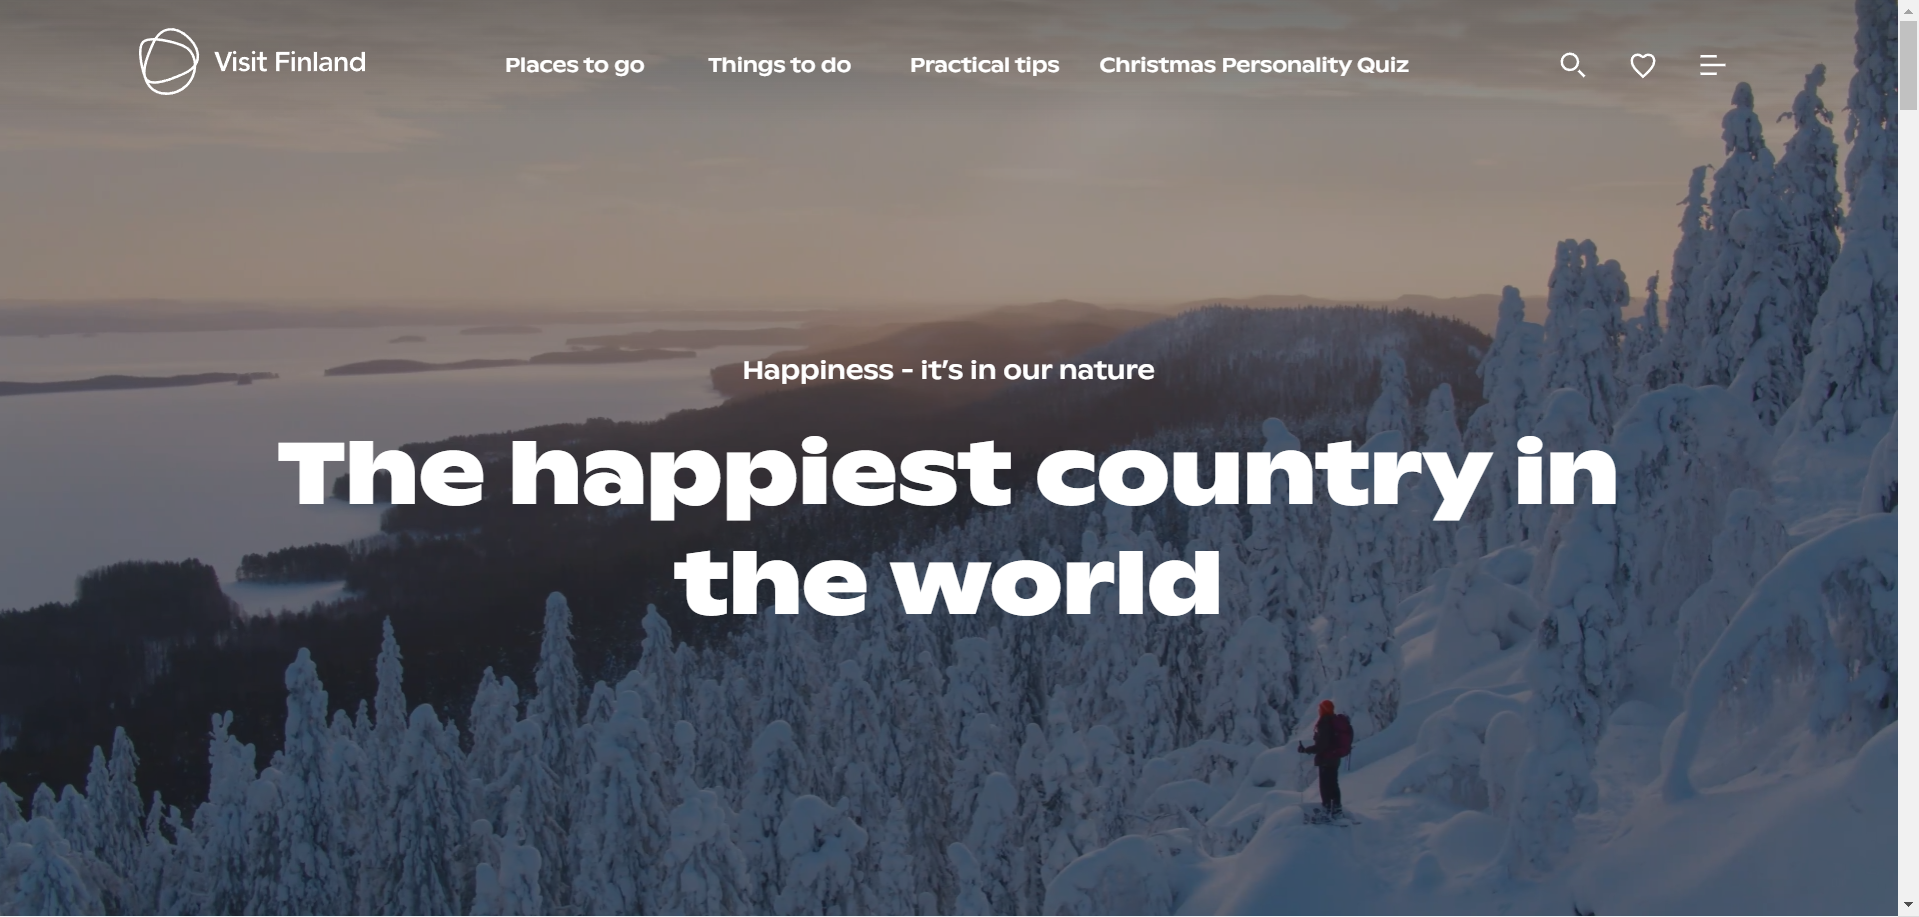 Visit Finland
Places to go
Things to do
Practical tips
Christmas Personality Quiz
Happiness - it's in our nature
The happiest country in
the world